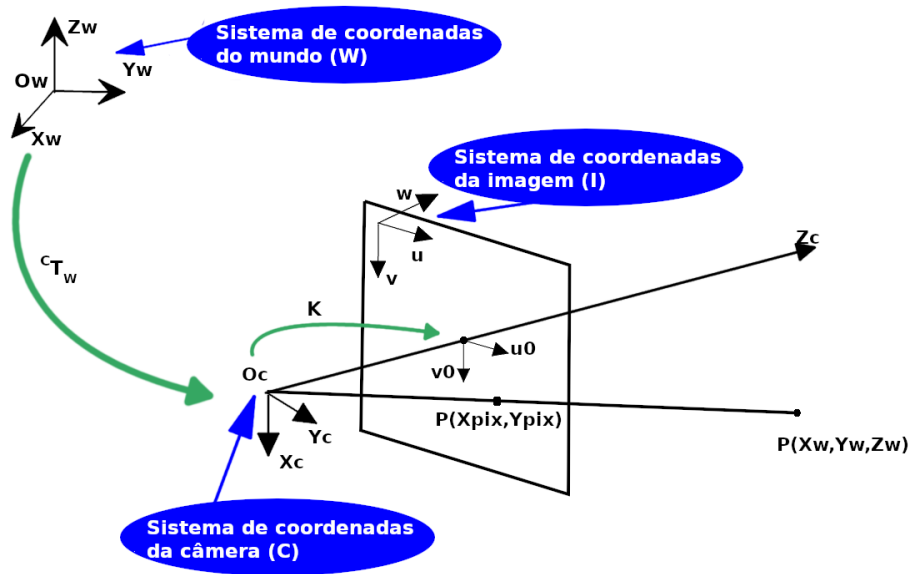 Zw
Sistema de coordenadas
do mundo (W)
Yw
Ow
Xw
Sistema de coordenadas
da imagem (I)
w
u
v
Zc
ᶜT_W
K
u0
v0
Oc
P(Xpix,Ypix)
Yc
Xc
P(Xw,Yw,Zw)
Sistema de coordenadas
da câmera (C)